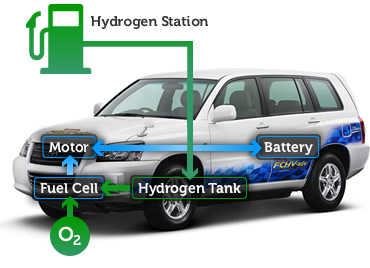 Hydrogen Station
Motor
Battery
FCHV-adv
Fuel Cell
Hydrogen Tank
O₂